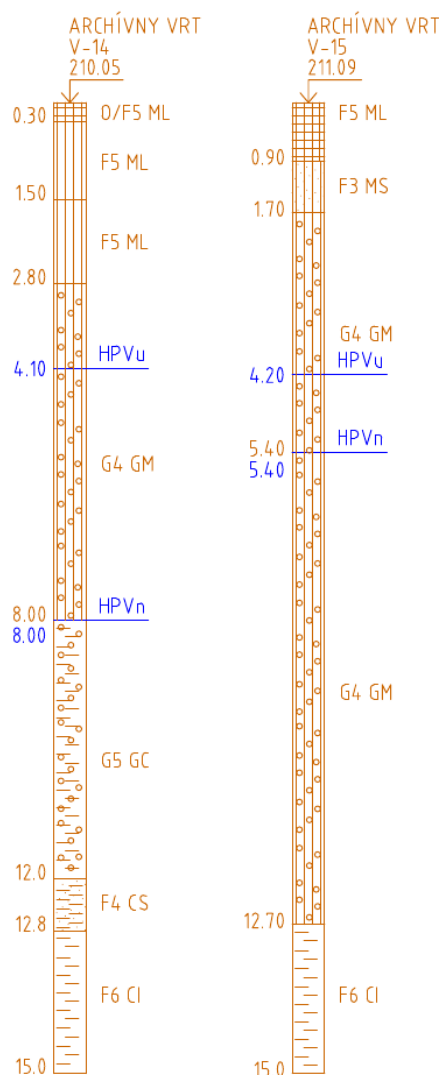 ARCHÍVNY VRT
V-14
210.05
0.30
O/F5 ML
F5 ML
1.50
F5 ML
2.80
4.10
HPVu
G4 GM
8.00
HPVn
8.00
G5 GC
12.0
F4 CS
12.8
F6 CI
15.0
ARCHÍVNY VRT
V-15
211.09
F5 ML
0.90
F3 MS
1.70
G4 GM
HPVu
4.20
HPVn
5.40
5.40
G4 GM
12.70
F6 CI
15.0